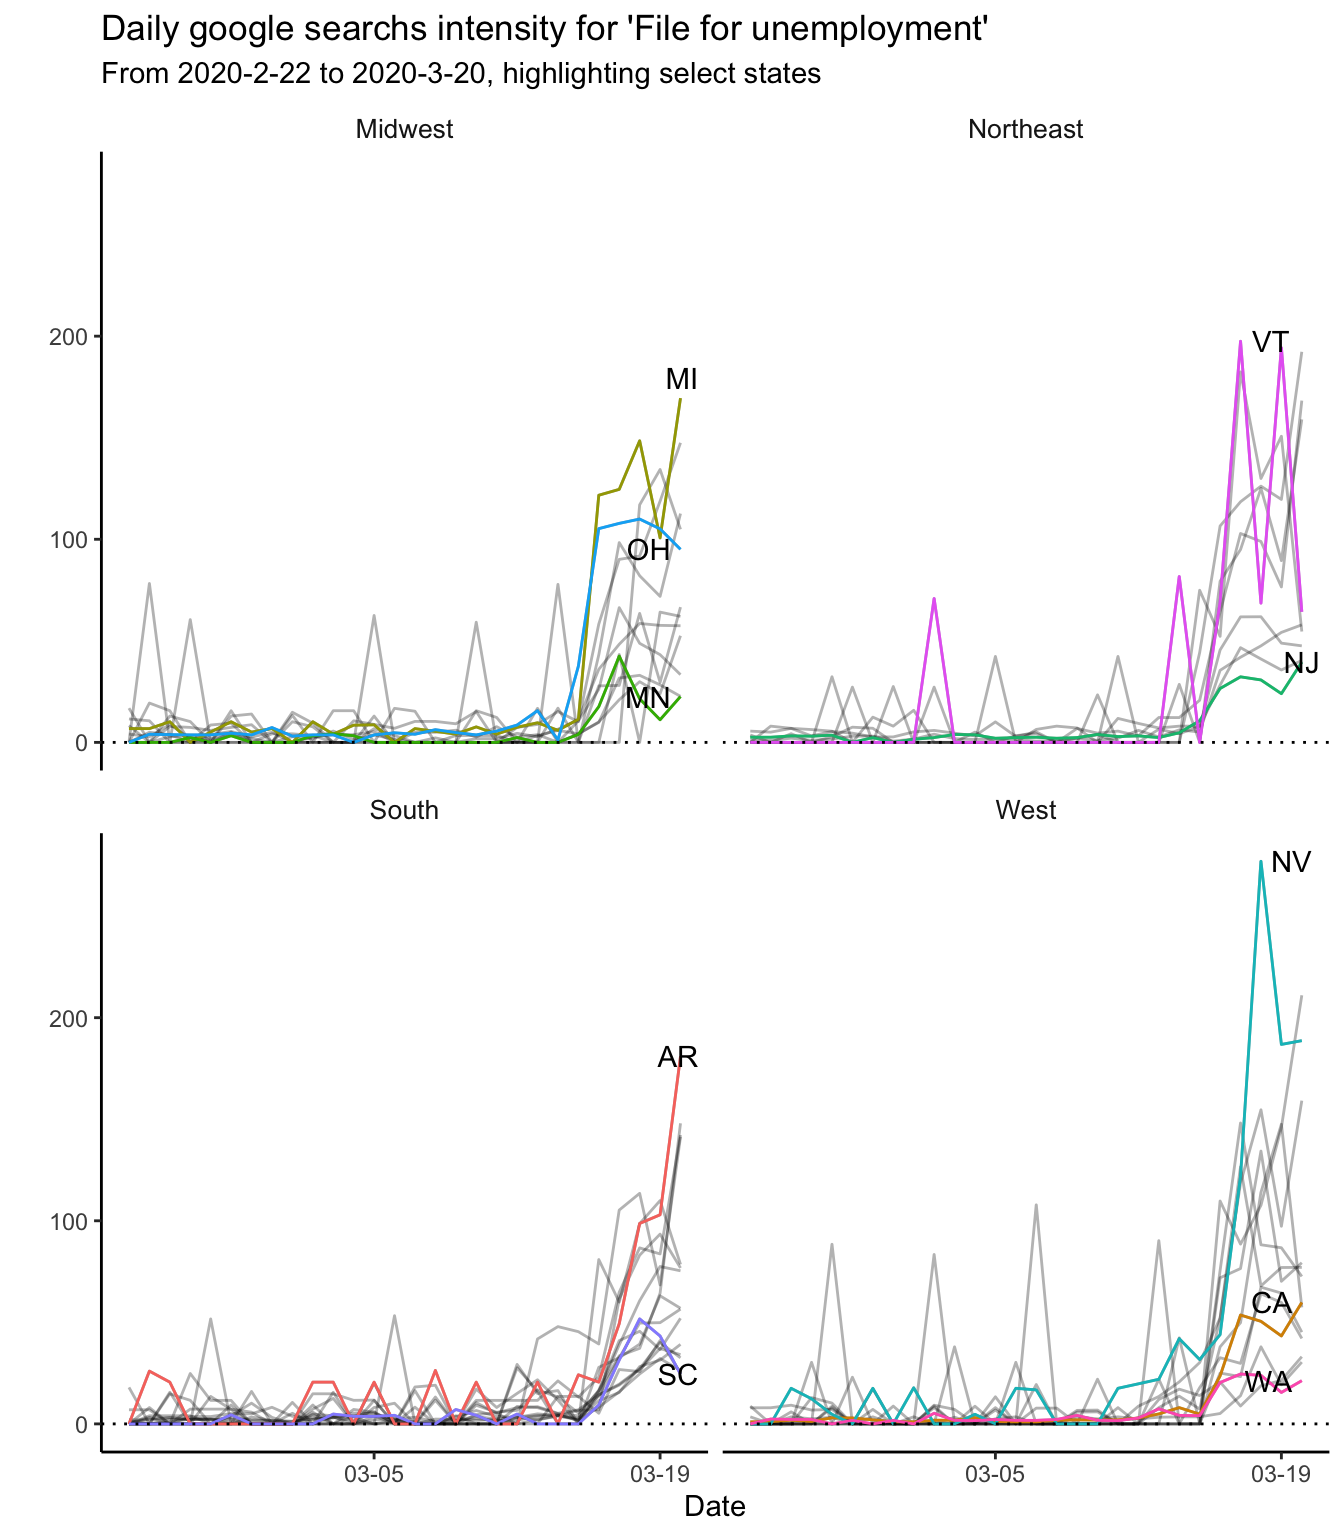 Daily google searchs intensity for 'File for unemployment'
From 2020-2-22 to 2020-3-20, highlighting select states
Midwest
Northeast
200
100
0
MI
OH
MN
VT
NJ
South
West
200
100
0
AR
SC
NV
CA
WA
03-05
03-19
03-05
03-19
Date